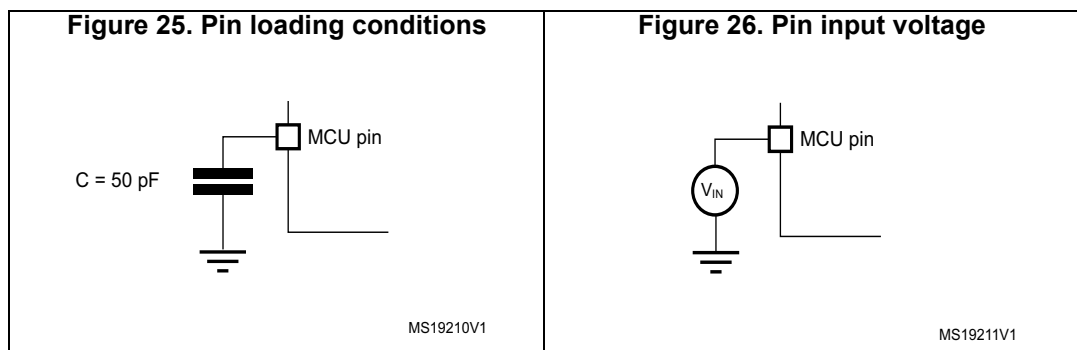 Figure 25. Pin loading conditions
MCU pin
C = 50 pF
MS19210V1
Figure 26. Pin input voltage
MCU pin
VIN
MS19211V1